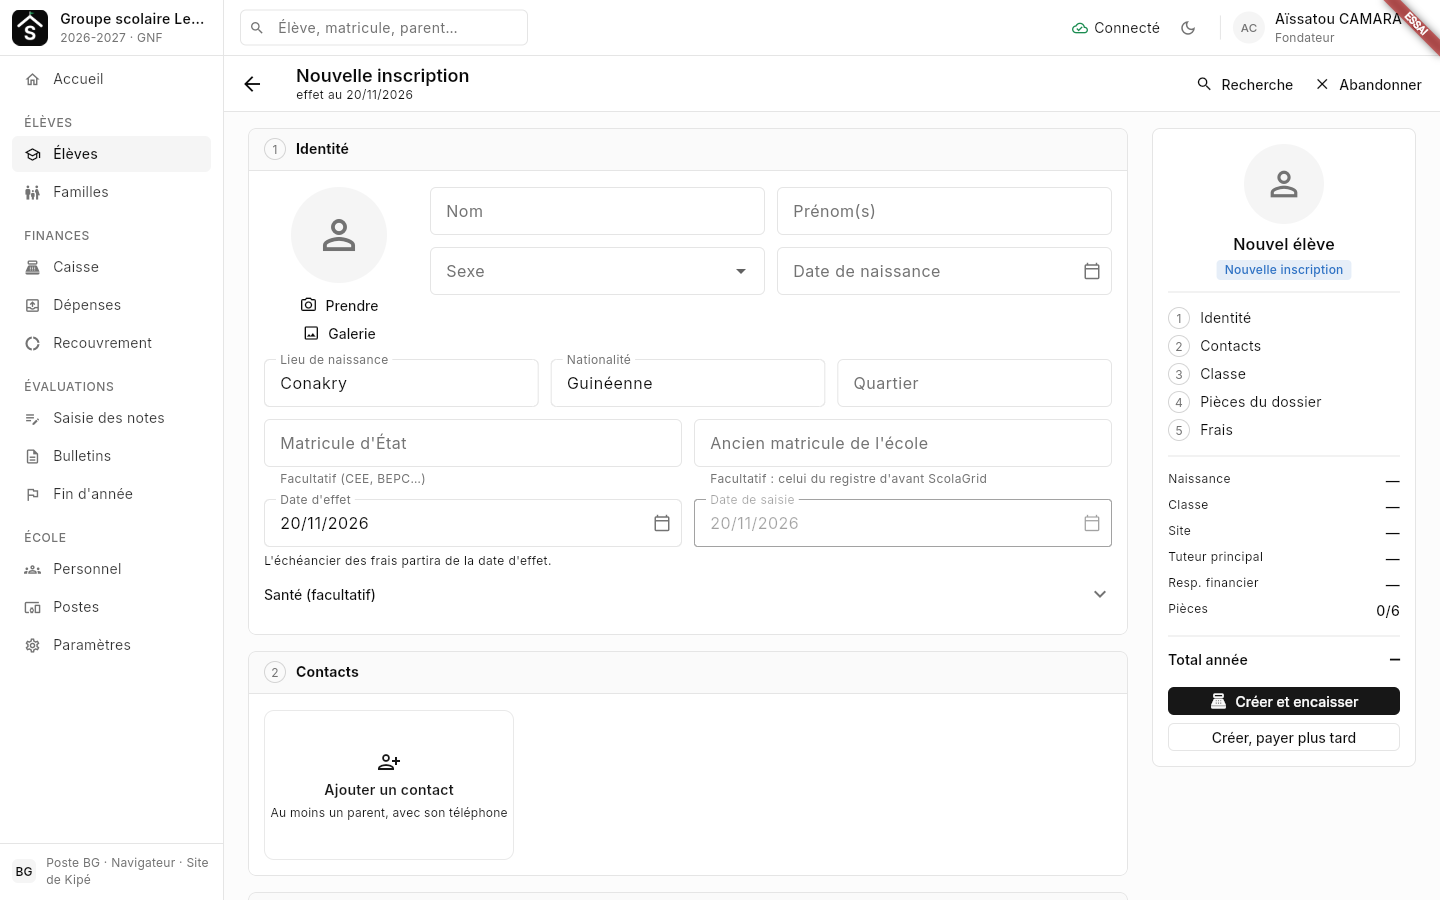 Groupe scolaire Le...
2026-2027 · GNF
Élève, matricule, parent...
Connecté
AC
Aïssatou CAMARA
Fondateur
ESSAI
Accueil
ÉLÈVES
Élèves
Familles
FINANCES
Caisse
Dépenses
Recouvrement
ÉVALUATIONS
Saisie des notes
Bulletins
Fin d'année
ÉCOLE
Personnel
Postes
Paramètres
BG
Poste BG · Navigateur · Site
de Kipé
Nouvelle inscription
effet au 20/11/2026
Recherche
Abandonner
1 Identité
Prendre
Galerie
Nom
Prénom(s)
Sexe
Date de naissance
Lieu de naissance
Conakry
Nationalité
Guinéenne
Quartier
Matricule d'État
Facultatif (CEE, BEPC...)
Ancien matricule de l'école
Facultatif : celui du registre d'avant ScolaGrid
Date d'effet
20/11/2026
Date de saisie
20/11/2026
L'échéancier des frais partira de la date d'effet.
Santé (facultatif)
2 Contacts
Ajouter un contact
Au moins un parent, avec son téléphone
Nouvel élève
Nouvelle inscription
1 Identité
2 Contacts
3 Classe
4 Pièces du dossier
5 Frais
Naissance —
Classe —
Site —
Tuteur principal —
Resp. financier —
Pièces 0/6
Total année —
Créer et encaisser
Créer, payer plus tard